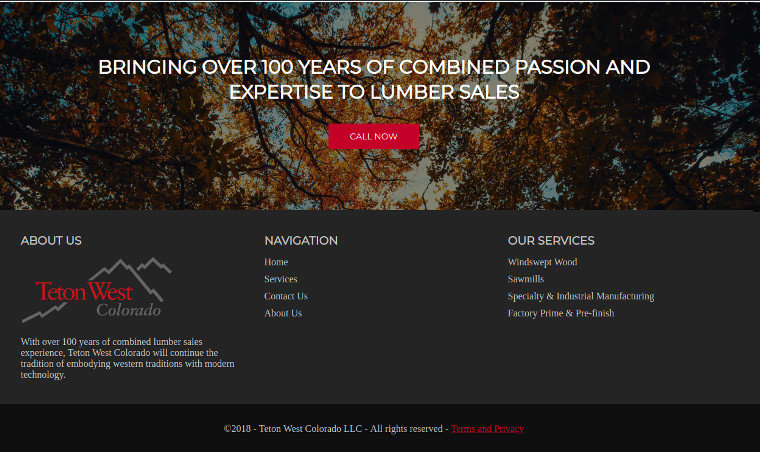 BRINGING OVER 100 YEARS OF COMBINED PASSION AND
EXPERTISE TO LUMBER SALES
CALL NOW
ABOUT US
Teton West
Colorado
With over 100 years of combined lumber sales
experience, Teton West Colorado will continue the
tradition of embodying western traditions with modern
technology.
NAVIGATION
Home
Services
Contact Us
About Us
OUR SERVICES
Windswept Wood
Sawmills
Specialty & Industrial Manufacturing
Factory Prime & Pre-finish
©2018 - Teton West Colorado LLC - All rights reserved - Terms and Privacy